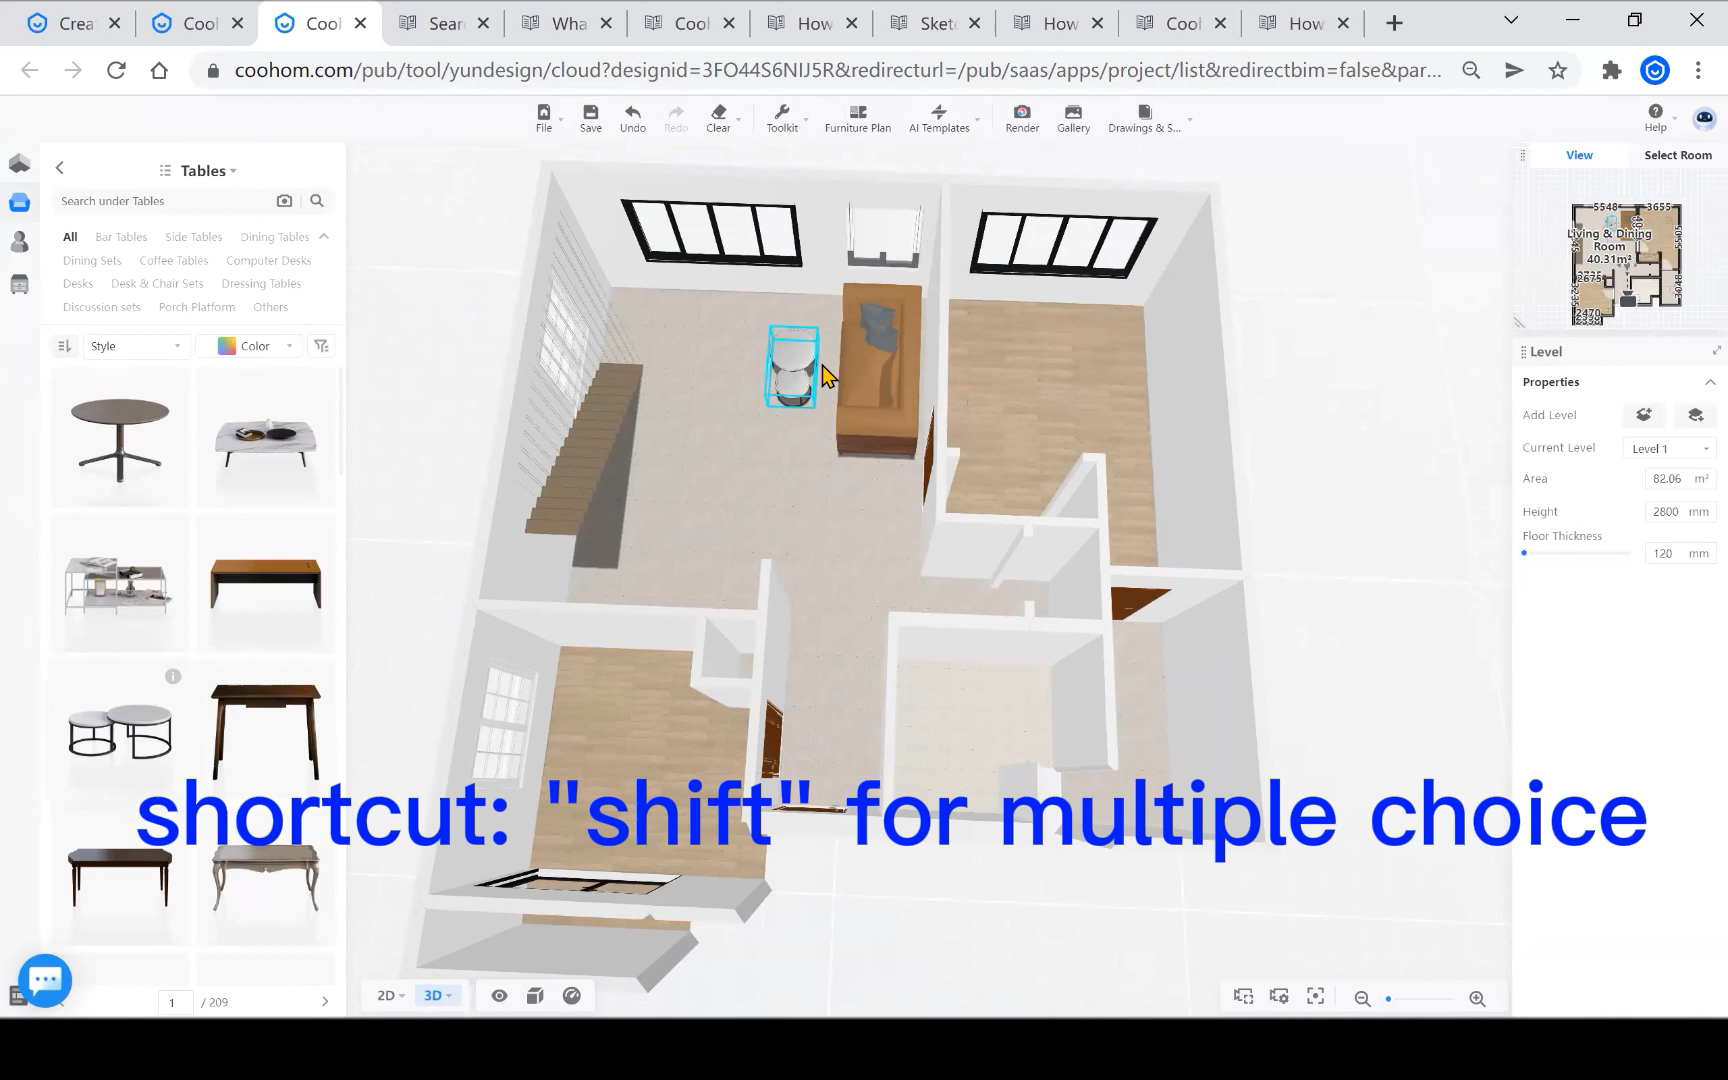 Crea
Cool
Cool
Sear
Wha
Cool
How
Sket
How
Cool
How
coohom.com/pub/tool/yundesign/cloud?designid=3FO44S6NIJ5R&redirecturl=/pub/saas/apps/project/list&redirectbim=false&par...
File
Save
Undo
Redo
Clear
Toolkit
Furniture Plan
AI Templates
Render
Gallery
Drawings & S...
Help
Tables
Search under Tables
All Bar Tables Side Tables Dining Tables
Dining Sets Coffee Tables Computer Desks
Desks Desk & Chair Sets Dressing Tables
Discussion sets Porch Platform Others
Style
Color
View
Select Room
5548 3655
Living & Dining
Room
40.31m²
2675
2470
Level
Properties
Add Level
Current Level Level 1
Area 82.06 m²
Height 2800 mm
Floor Thickness
120 mm
shortcut: "shift" for multiple choice
1 / 209
2D
3D